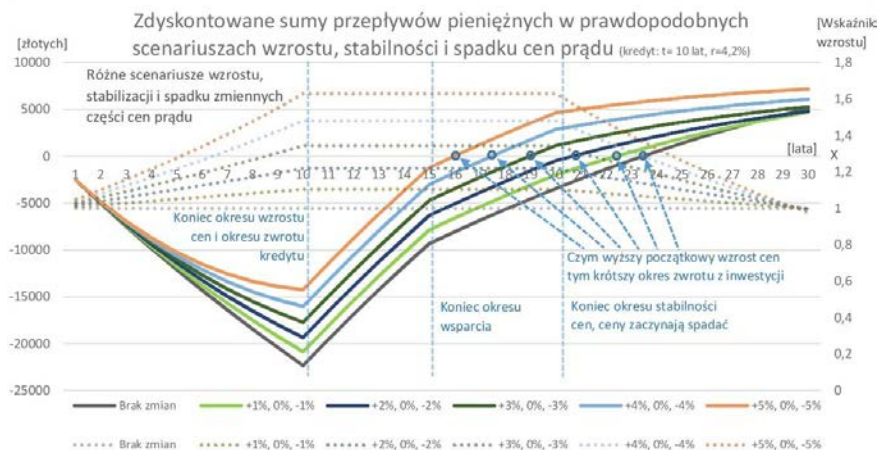 Zdyskontowane sumy przepływów pieniężnych w prawdopodobnych
scenariuszach wzrostu, stabilności i spadku cen prądu (kredyt: t= 10 lat, r=4,2%)
[złotych]
[Wskaźnik
wzrostu]
Różne scenariusze wzrostu,
stabilizacji i spadku zmiennych
części cen prądu
10000
5000
0
-5000
-10000
-15000
-20000
-25000
1,8
1,6
1,4
1,2
1
0,8
0,6
0,4
0,2
0
[lata]
X
1 2 3 4 5 6 7 8 9 10 11 12 13 14 15 16 17 18 19 20 21 22 23 24 25 26 27 28 29 30
Koniec okresu wzrostu
cen i okresu zwrotu
kredytu
Czym wyższy początkowy wzrost cen
tym krótszy okres zwrotu z inwestycji
Koniec okresu
wsparcia
Koniec okresu stabilności
cen, ceny zaczynają spadać
Brak zmian +1%, 0%, -1% +2%, 0%, -2% +3%, 0%, -3% +4%, 0%, -4% +5%, 0%, -5%
Brak zmian +1%, 0%, -1% +2%, 0%, -2% +3%, 0%, -3% +4%, 0%, -4% +5%, 0%, -5%